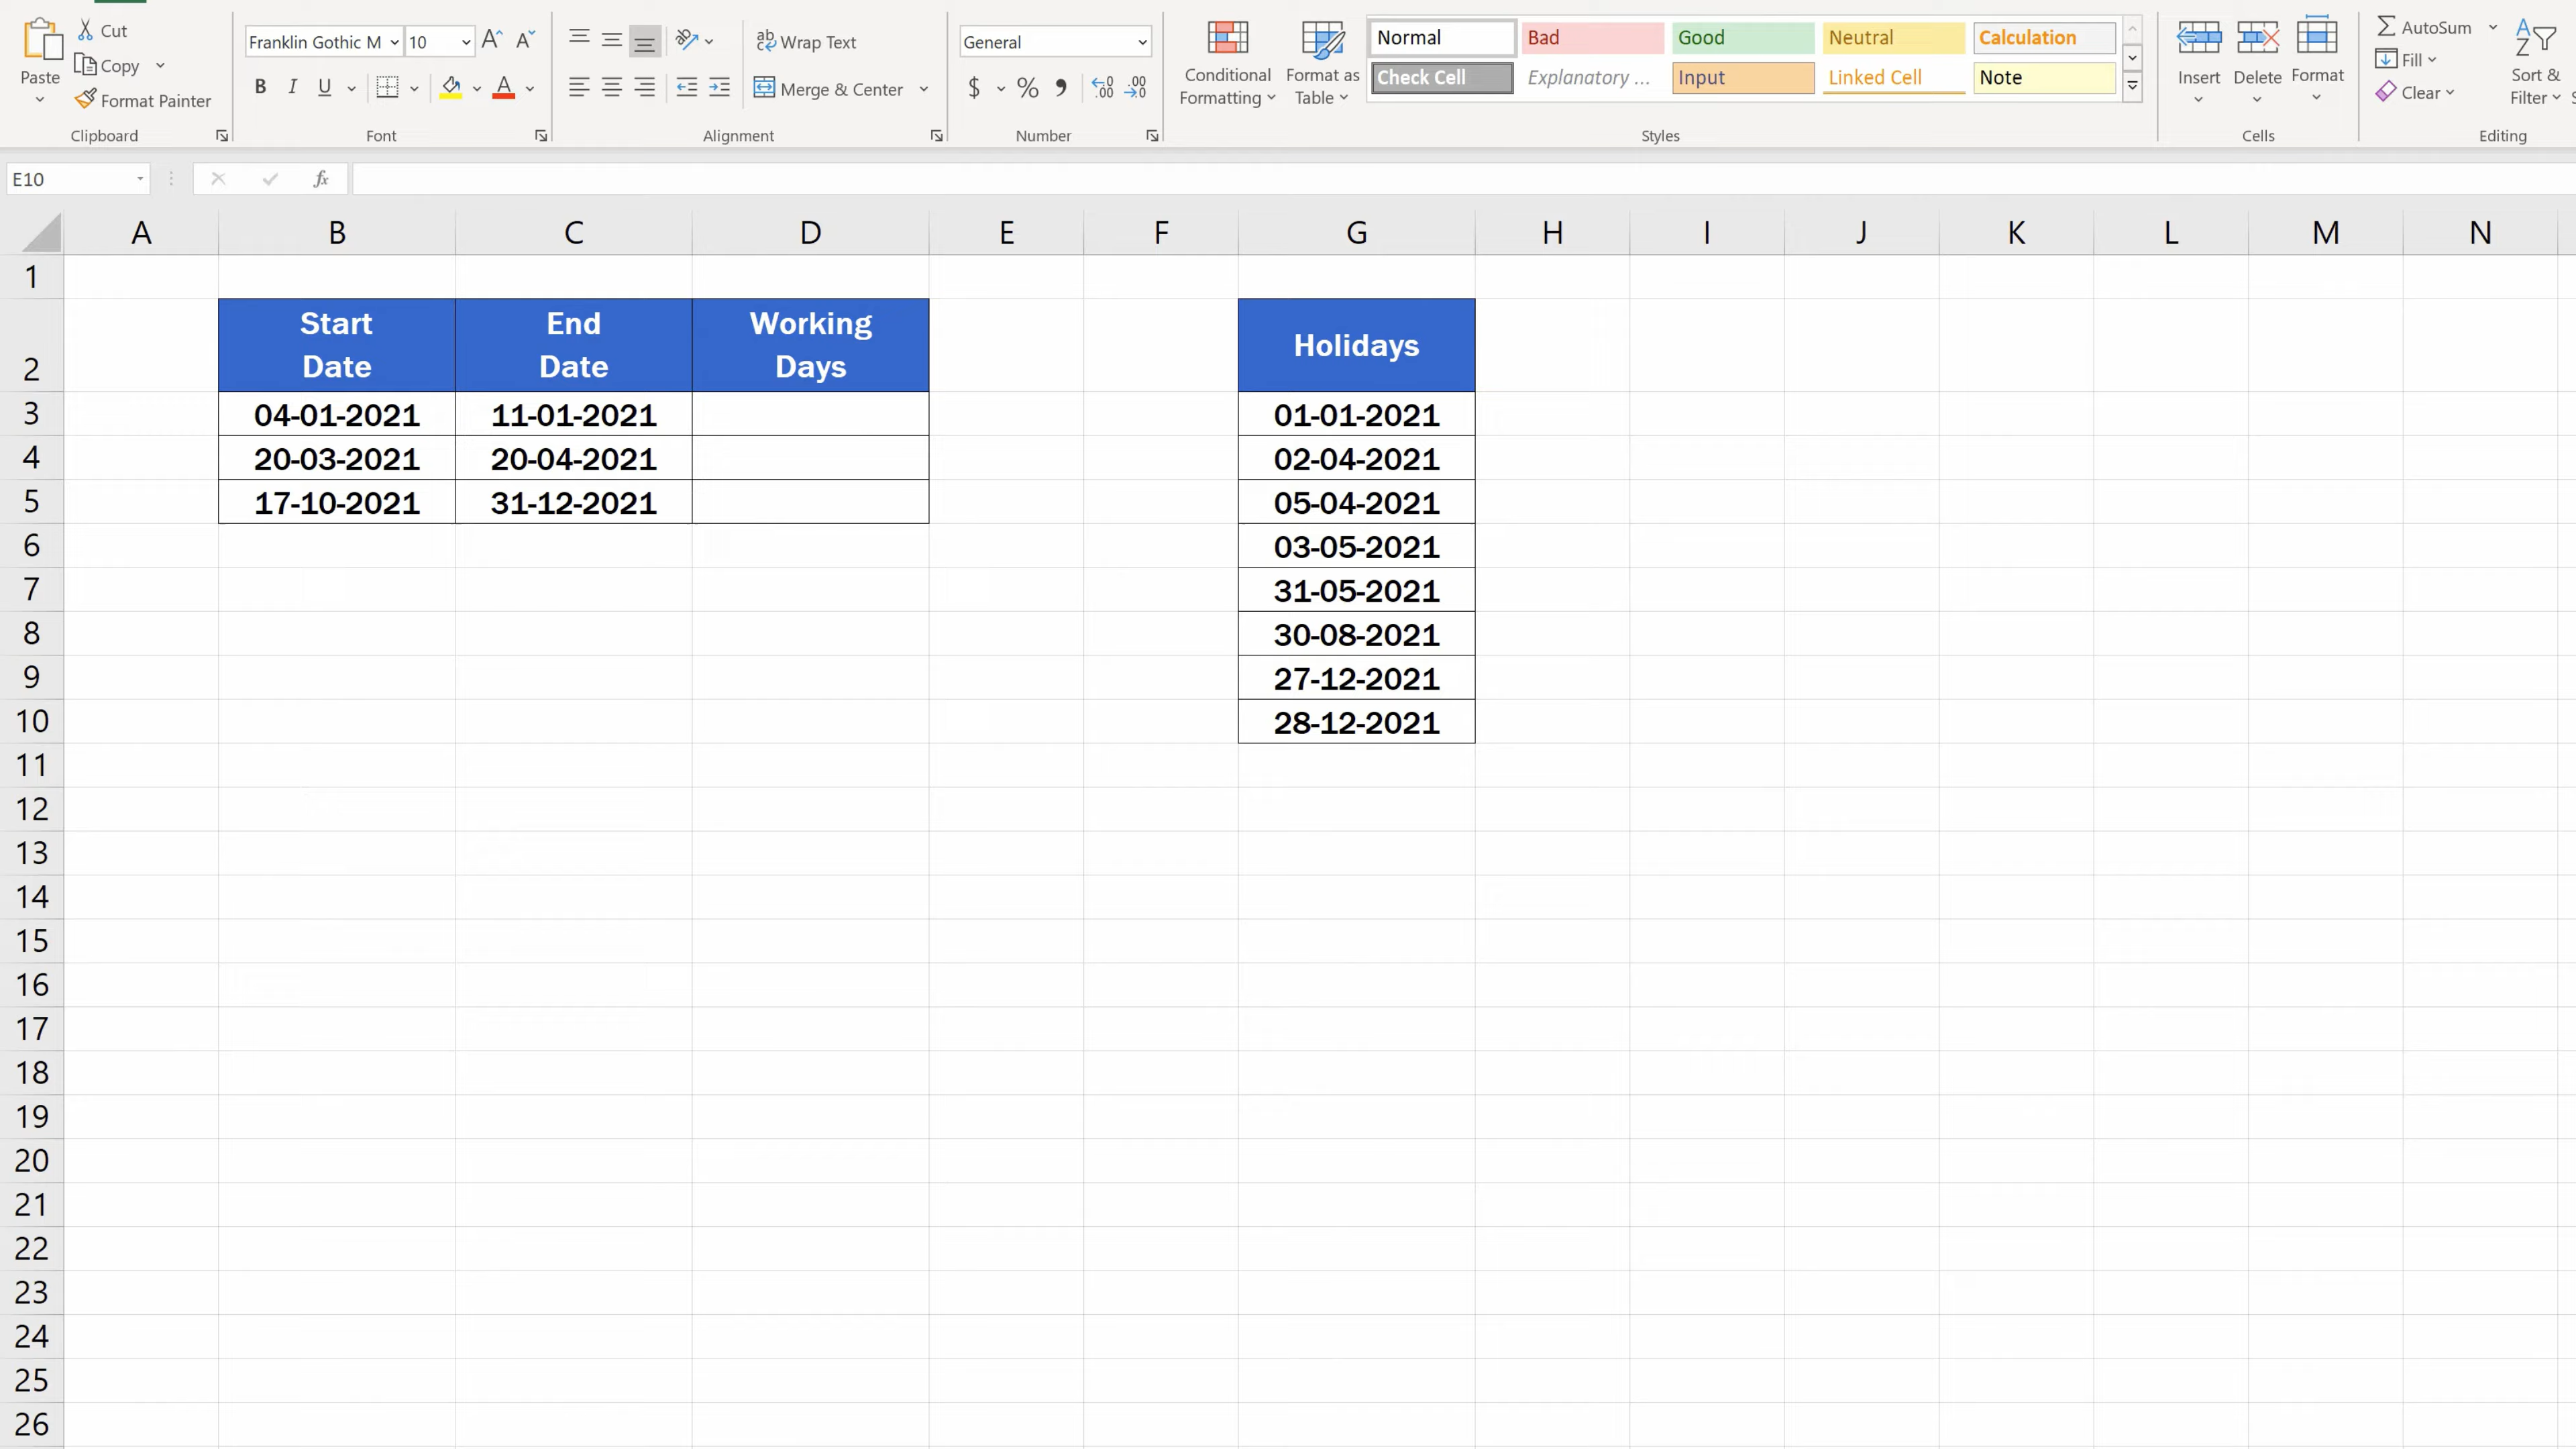 Paste
Cut
Copy
Format Painter
Clipboard
Franklin Gothic M 10 A A
B I U A
Font
ab Wrap Text
Merge & Center
Alignment
General
$ % , .00 .00
Number
Conditional Formatting
Format as Table
Normal Bad Good Neutral Calculation
Check Cell Explanatory ... Input Linked Cell Note
Styles
Insert Delete Format
Cells
AutoSum
Fill
Clear
Sort &
Filter
Editing
E10 fx
A B C D E F G H I J K L M N
1
2 Start Date End Date Working Days Holidays
3 04-01-2021 11-01-2021 01-01-2021
4 20-03-2021 20-04-2021 02-04-2021
5 17-10-2021 31-12-2021 05-04-2021
6 03-05-2021
7 31-05-2021
8 30-08-2021
9 27-12-2021
10 28-12-2021
11
12
13
14
15
16
17
18
19
20
21
22
23
24
25
26